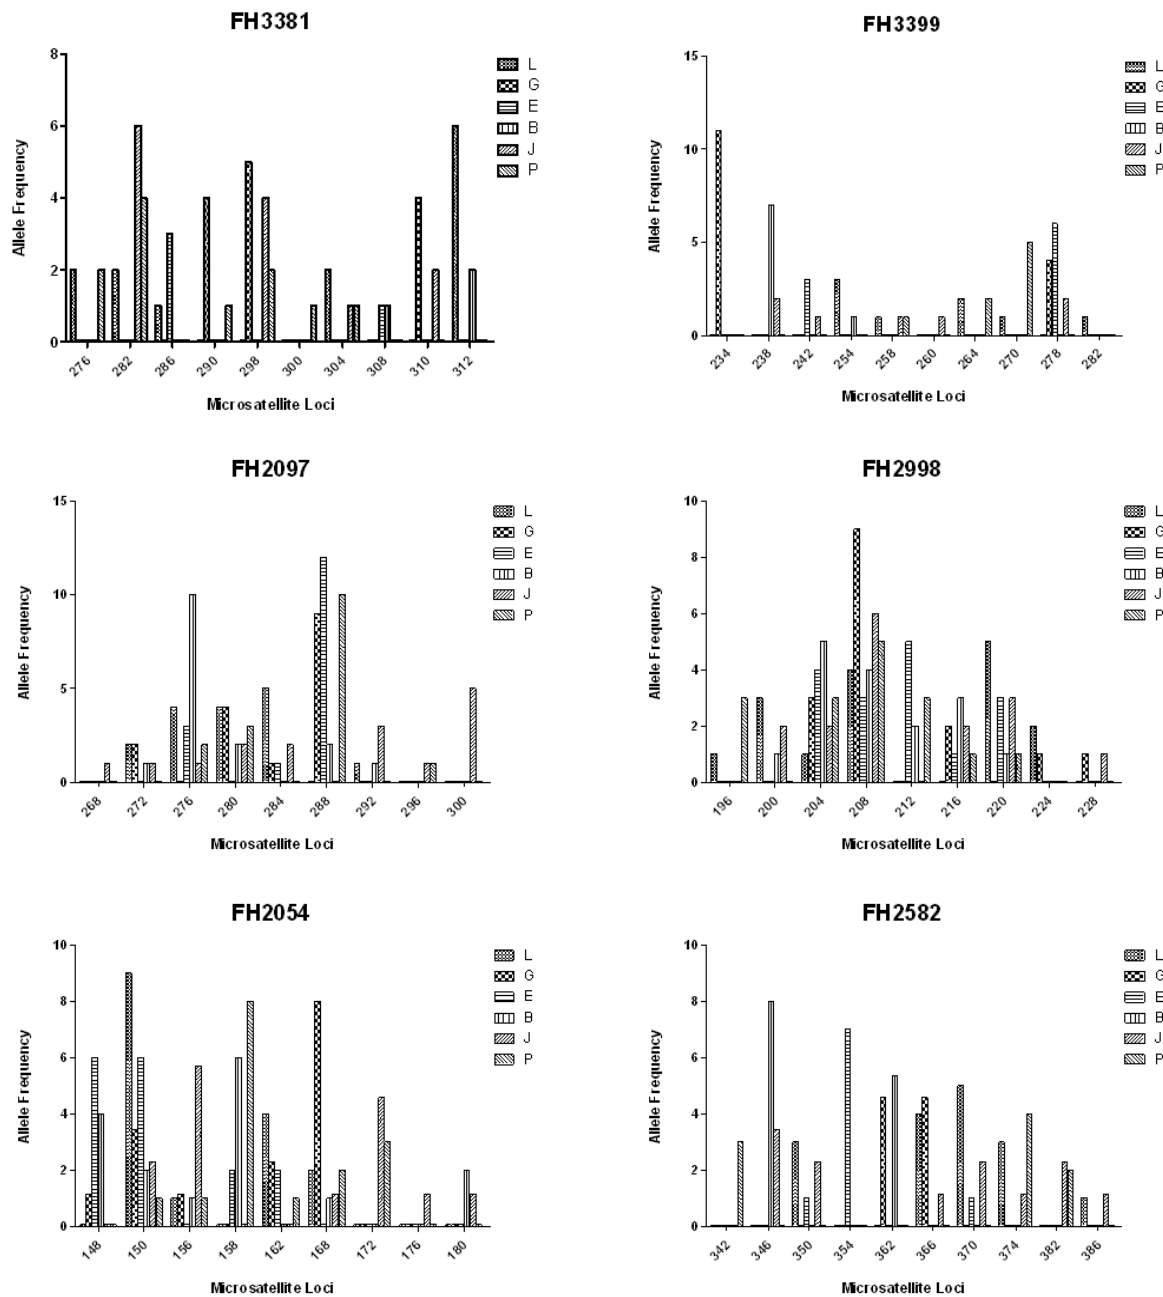 FH3381
8
6
4
2
0
Allele Frequency
276 282 286 290 298 300 304 308 310 312
Microsatellite Loci
L
G
E
B
J
P
FH3399
15
10
5
0
Allele Frequency
234 238 242 254 258 260 264 270 278 282
Microsatellite Loci
L
G
E
B
J
P
FH2097
15
10
5
0
Allele Frequency
268 272 276 280 284 288 292 296 300
Microsatellite Loci
L
G
E
B
J
P
FH2998
10
8
6
4
2
0
Allele Frequency
196 200 204 208 212 216 220 224 228
Microsatellite Loci
L
G
E
B
J
P
FH2054
10
8
6
4
2
0
Allele Frequency
148 150 156 158 162 168 172 176 180
Microsatellite Loci
L
G
E
B
J
P
FH2582
10
8
6
4
2
0
Allele Frequency
342 346 350 354 362 366 370 374 382 386
Microsatellite Loci
L
G
E
B
J
P